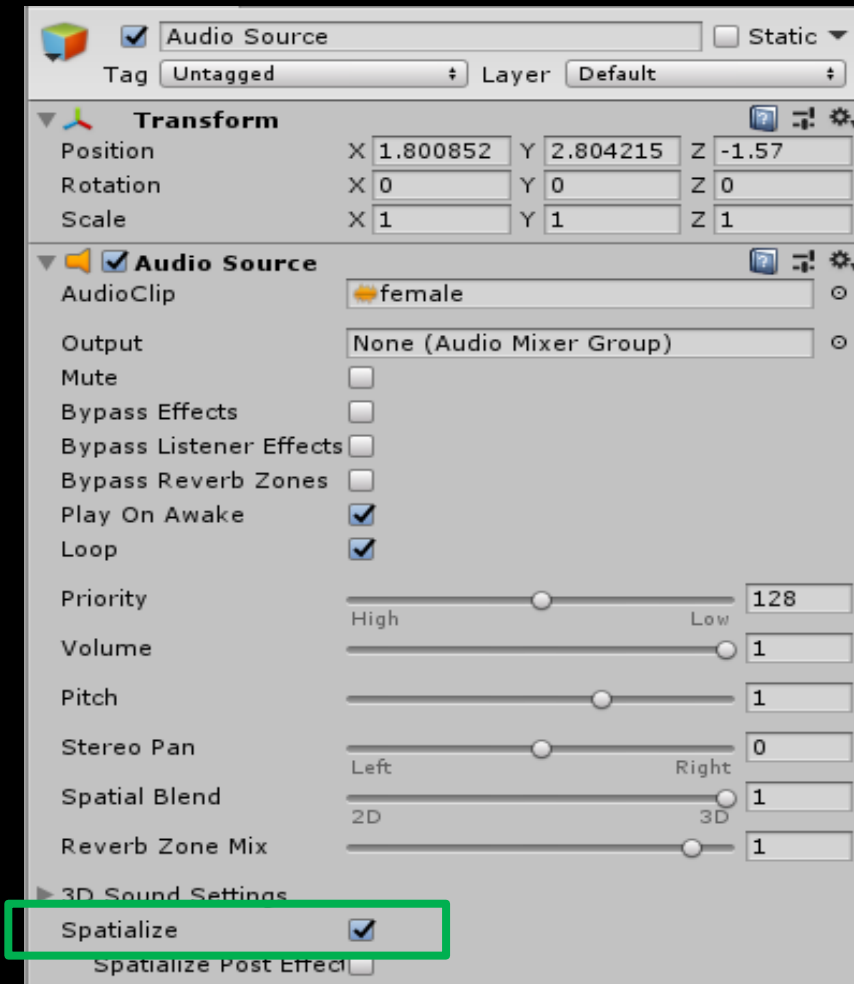 Audio Source Static
Tag Untagged Layer Default
Transform
Position X 1.800852 Y 2.804215 Z -1.57
Rotation X 0 Y 0 Z 0
Scale X 1 Y 1 Z 1
Audio Source
AudioClip female
Output None (Audio Mixer Group)
Mute
Bypass Effects
Bypass Listener Effects
Bypass Reverb Zones
Play On Awake
Loop
Priority 128
High Low
Volume 1
Pitch 1
Stereo Pan 0
Left Right
Spatial Blend 1
2D 3D
Reverb Zone Mix 1
3D Sound Settings
Spatialize
Spatialize Post Effect